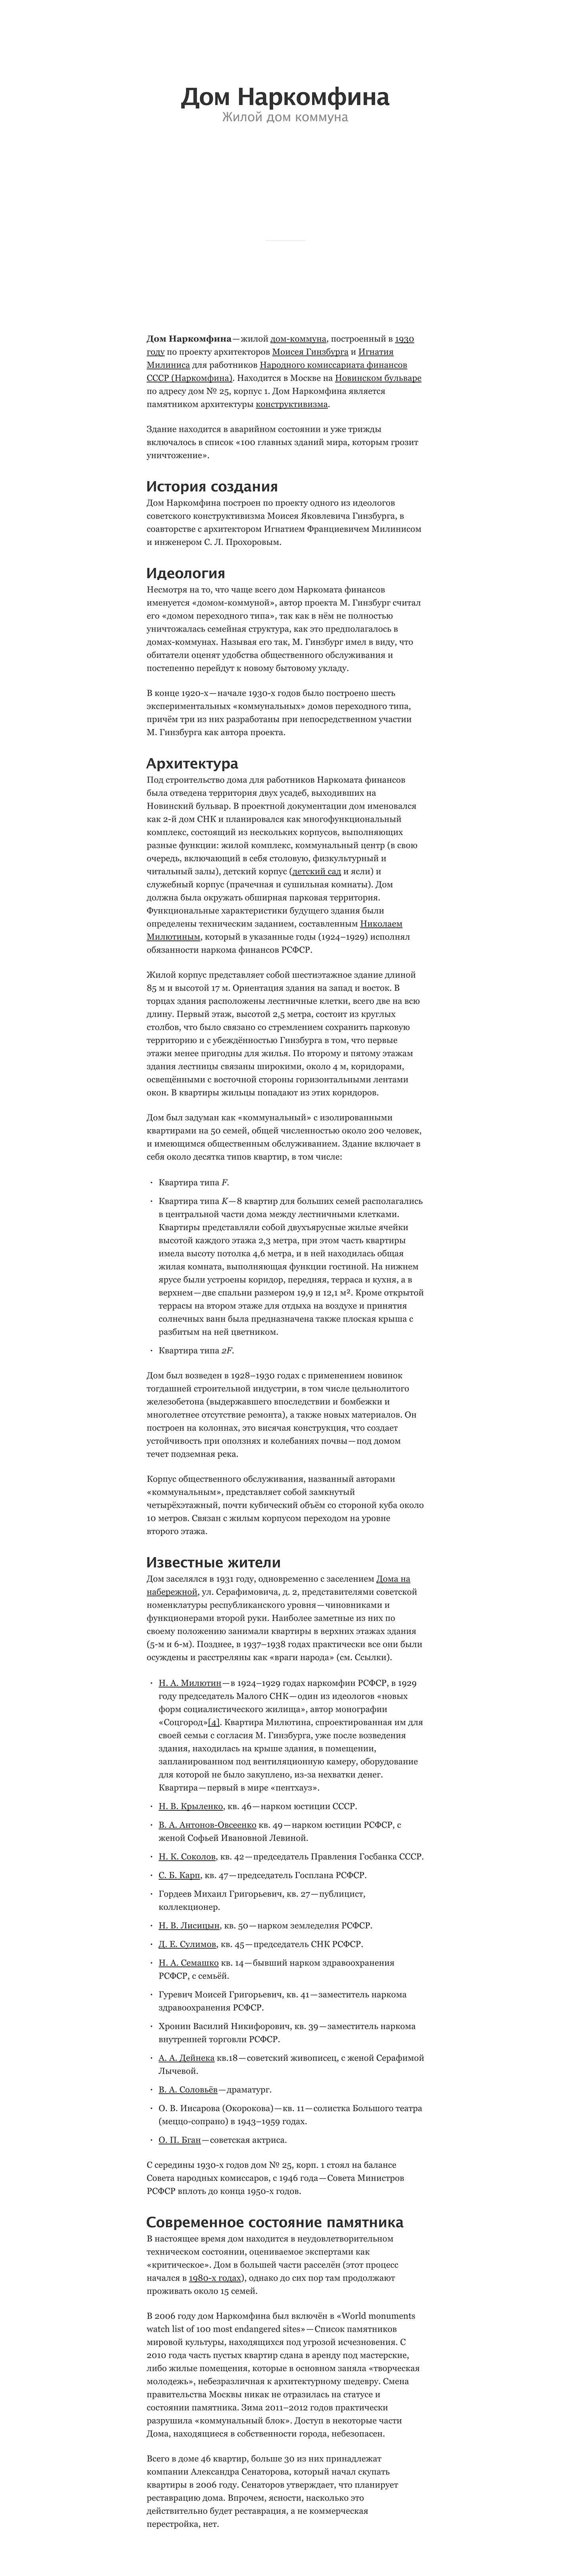 Дом Наркомфина
Жилой дом коммуна
Дом Наркомфина — жилой дом-коммуна, построенный в 1930
году по проекту архитекторов Моисея Гинзбурга и Игнатия
Милиниса для работников Народного комиссариата финансов
СССР (Наркомфина). Находится в Москве на Новинском бульваре
по адресу дом № 25, корпус 1. Дом Наркомфина является
памятником архитектуры конструктивизма.
Здание находится в аварийном состоянии и уже трижды
включалось в список «100 главных зданий мира, которым грозит
уничтожение».
История создания
Дом Наркомфина построен по проекту одного из идеологов
советского конструктивизма Моисея Яковлевича Гинзбурга, в
соавторстве с архитектором Игнатием Францевичем Милинисом
и инженером С. Л. Прохоровым.
Идеология
Несмотря на то, что чаще всего дом Наркомата финансов
именуется «домом-коммуной», автор проекта М. Гинзбург считал
его «домом переходного типа», так как в нём не полностью
уничтожалась семейная структура, как это предполагалось в
домах-коммунах. Называя его так, М. Гинзбург имел в виду, что
обитатели оценят удобства общественного обслуживания и
постепенно перейдут к новому бытовому укладу.
В конце 1920-х — начале 1930-х годов было построено шесть
экспериментальных «коммунальных» домов переходного типа,
причём три из них разработаны при непосредственном участии
М. Гинзбурга как автора проекта.
Архитектура
Под строительство дома для работников Наркомата финансов
была отведена территория двух усадеб, выходивших на
Новинский бульвар. В проектной документации дом именовался
как 2-й дом СНК и планировался как многофункциональный
комплекс, состоящий из нескольких корпусов, выполняющих
разные функции: жилой комплекс, коммунальный центр (в свою
очередь, включающий в себя столовую, физкультурный и
читальный залы), детский корпус (детский сад и ясли) и
служебный корпус (прачечная и сушильная комнаты). Дом
должна была окружать обширная парковая территория.
Функциональные характеристики будущего здания были
определены техническим заданием, составленным Николаем
Милютиным, который в указанные годы (1924–1929) исполнял
обязанности наркома финансов РСФСР.
Жилой корпус представляет собой шестиэтажное здание длиной
85 м и высотой 17 м. Ориентация здания на запад и восток. В
торцах здания расположены лестничные клетки, всего две на всю
длину. Первый этаж, высотой 2,5 метра, состоит из круглых
столбов, что было связано со стремлением сохранить парковую
территорию и с убеждённостью Гинзбурга в том, что первые
этажи менее пригодны для жилья. По второму и пятому этажам
здания лестницы связаны широкими, около 4 м, коридорами,
освещёнными с восточной стороны горизонтальными лентами
окон. В квартиры жильцы попадают из этих коридоров.
Дом был задуман как «коммунальный» с изолированными
квартирами на 50 семей, общей численностью около 200 человек,
и имеющимся общественным обслуживанием. Здание включает в
себя около десятка типов квартир, в том числе:
· Квартира типа F.
· Квартира типа K — 8 квартир для больших семей располагались
в центральной части дома между лестничными клетками.
Квартиры представляли собой двухъярусные жилые ячейки
высотой каждого этажа 2,3 метра, при этом часть квартиры
имела высоту потолка 4,6 метра, и в ней находилась общая
жилая комната, выполняющая функции гостиной. На нижнем
ярусе были устроены коридор, передняя, терраса и кухня, а в
верхнем — две спальни размером 19,9 и 12,1 м². Кроме открытой
террасы на втором этаже для отдыха на воздухе и принятия
солнечных ванн была предназначена также плоская крыша с
разбитым на ней цветником.
· Квартира типа 2F.
Дом был возведен в 1928–1930 годах с применением новинок
тогдашней строительной индустрии, в том числе цельнолитого
железобетона (выдержавшего впоследствии и бомбежки и
многолетнее отсутствие ремонта), а также новых материалов. Он
построен на колоннах, это висячая конструкция, что создает
устойчивость при оползнях и колебаниях почвы — под домом
течет подземная река.
Корпус общественного обслуживания, названный авторами
«коммунальным», представляет собой замкнутый
четырёхэтажный, почти кубический объём со стороной куба около
10 метров. Связан с жилым корпусом переходом на уровне
второго этажа.
Известные жители
Дом заселялся в 1931 году, одновременно с заселением Дома на
набережной, ул. Серафимовича, д. 2, представителями советской
номенклатуры республиканского уровня — чиновниками и
функционерами второй руки. Наиболее заметные из них по
своему положению занимали квартиры в верхних этажах здания
(5-м и 6-м). Позднее, в 1937–1938 годах практически все они были
осуждены и расстреляны как «враги народа» (см. Ссылки).
· Н. А. Милютин — в 1924–1929 годах наркомфин РСФСР, в 1929
году председатель Малого СНК — один из идеологов «новых
форм социалистического жилища», автор монографии
«Соцгород»[4]. Квартира Милютина, спроектированная им для
своей семьи с согласия М. Гинзбурга, уже после возведения
здания, находилась на крыше здания, в помещении,
запланированном под вентиляционную камеру, оборудование
для которой не было закуплено, из-за нехватки денег.
Квартира — первый в мире «пентхауз».
· Н. В. Крыленко, кв. 46 — нарком юстиции СССР.
· В. А. Антонов-Овсеенко кв. 49 — нарком юстиции РСФСР, с
женой Софьей Ивановной Левиной.
· Н. К. Соколов, кв. 42 — председатель Правления Госбанка СССР.
· С. Б. Карп, кв. 47 — председатель Госплана РСФСР.
· Гордеев Михаил Григорьевич, кв. 27 — публицист,
коллекционер.
· Н. В. Лисицын, кв. 50 — нарком земледелия РСФСР.
· Д. Е. Сулимов, кв. 45 — председатель СНК РСФСР.
· Н. А. Семашко кв. 14 — бывший нарком здравоохранения
РСФСР, с семьёй.
· Гуревич Моисей Григорьевич, кв. 41 — заместитель наркома
здравоохранения РСФСР.
· Хронин Василий Никифорович, кв. 39 — заместитель наркома
внутренней торговли РСФСР.
· А. А. Дейнека кв.18 — советский живописец, с женой Серафимой
Лычевой.
· В. А. Соловьёв — драматург.
· О. В. Инсарова (Окорокова) — кв. 11 — солистка Большого театра
(меццо-сопрано) в 1943–1959 годах.
· О. П. Бган — советская актриса.
С середины 1930-х годов дом № 25, корп. 1 стоял на балансе
Совета народных комиссаров, с 1946 года — Совета Министров
РСФСР вплоть до конца 1950-х годов.
Современное состояние памятника
В настоящее время дом находится в неудовлетворительном
техническом состоянии, оцениваемое экспертами как
«критическое». Дом в большей части расселён (этот процесс
начался в 1980-х годах), однако до сих пор там продолжают
проживать около 15 семей.
В 2006 году дом Наркомфина был включён в «World monuments
watch list of 100 most endangered sites» — Список памятников
мировой культуры, находящихся под угрозой исчезновения. С
2010 года часть пустых квартир сдана в аренду под мастерские,
либо жилые помещения, которые в основном заняла «творческая
молодежь», небезразличная к архитектурному шедевру. Смена
правительства Москвы никак не отразилась на статусе и
состоянии памятника. Зима 2011–2012 годов практически
разрушила «коммунальный блок». Доступ в некоторые части
Дома, находящиеся в собственности города, небезопасен.
Всего в доме 46 квартир, больше 30 из них принадлежат
компании Александра Сенаторова, который начал скупать
квартиры в 2006 году. Сенаторов утверждает, что планирует
реставрацию дома. Впрочем, ясности, насколько это
действительно будет реставрация, а не коммерческая
перестройка, нет.